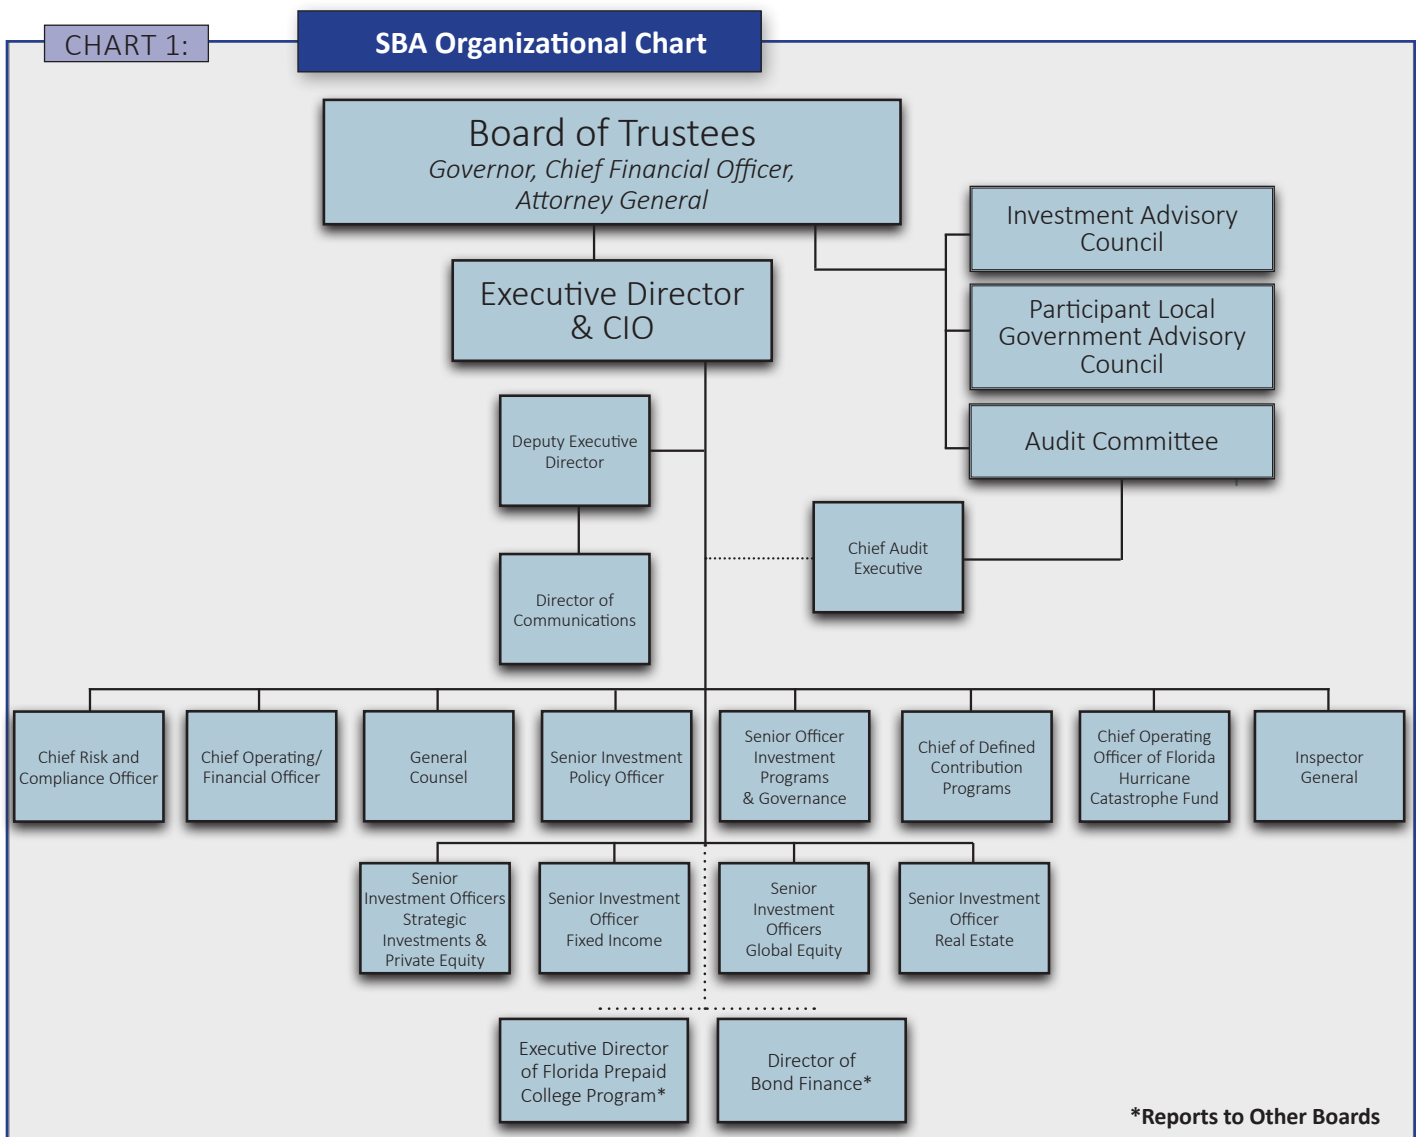 CHART 1:
SBA Organizational Chart
Board of Trustees
Governor, Chief Financial Officer,
Attorney General
Investment Advisory
Council
Executive Director
& CIO
Participant Local
Government Advisory
Council
Audit Committee
Deputy Executive
Director
Chief Audit
Executive
Director of
Communications
Chief Risk and
Compliance Officer
Chief Operating/
Financial Officer
General
Counsel
Senior Investment
Policy Officer
Senior Officer
Investment
Programs
& Governance
Chief of Defined
Contribution
Programs
Chief Operating
Officer of Florida
Hurricane
Catastrophe Fund
Inspector
General
Senior
Investment Officers
Strategic
Investments &
Private Equity
Senior Investment
Officer
Fixed Income
Senior
Investment
Officers
Global Equity
Senior Investment
Officer
Real Estate
Executive Director
of Florida Prepaid
College Program*
Director of
Bond Finance*
*Reports to Other Boards